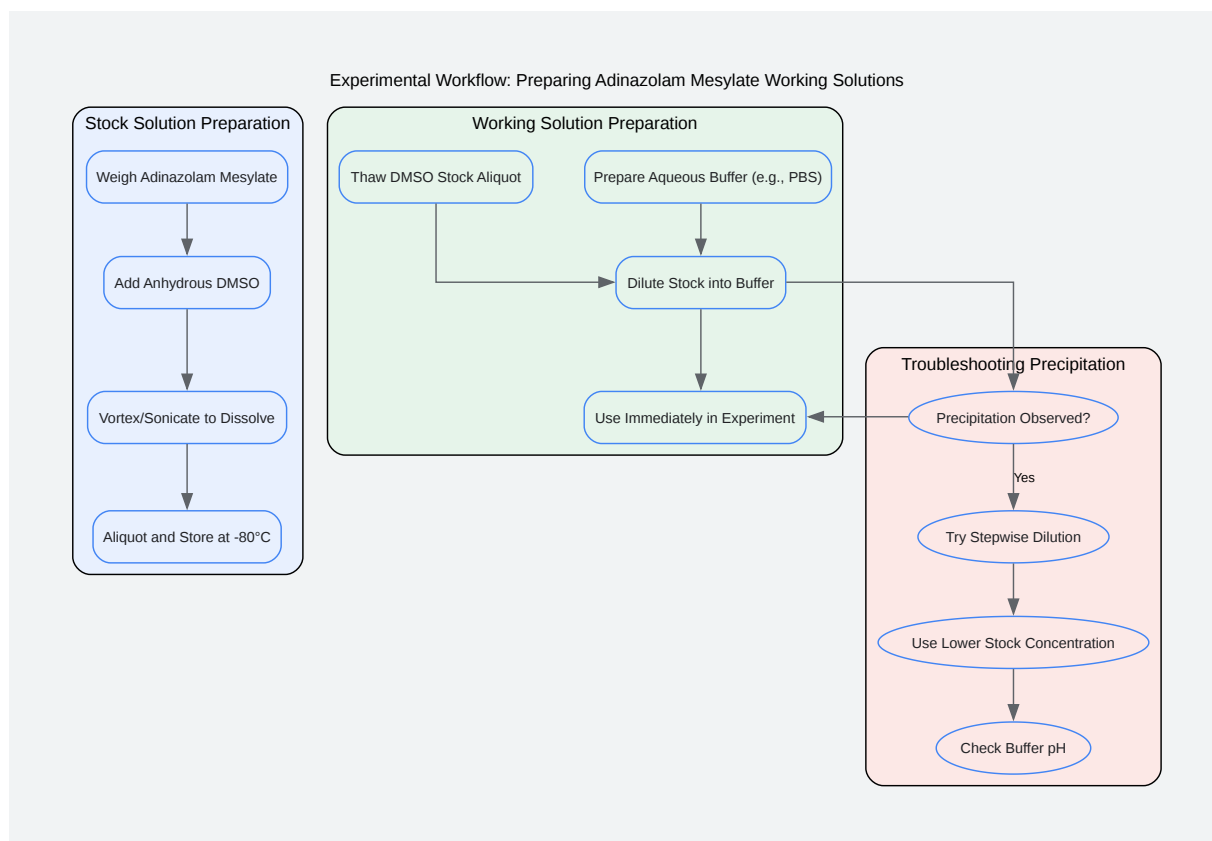 Experimental Workflow: Preparing Adinazolam Mesylate Working Solutions
Stock Solution Preparation
Weigh Adinazolam Mesylate
Add Anhydrous DMSO
Vortex/Sonicate to Dissolve
Aliquot and Store at -80°C
Working Solution Preparation
Thaw DMSO Stock Aliquot
Prepare Aqueous Buffer (e.g., PBS)
Dilute Stock into Buffer
Use Immediately in Experiment
Troubleshooting Precipitation
Precipitation Observed?
Yes
Try Stepwise Dilution
Use Lower Stock Concentration
Check Buffer pH